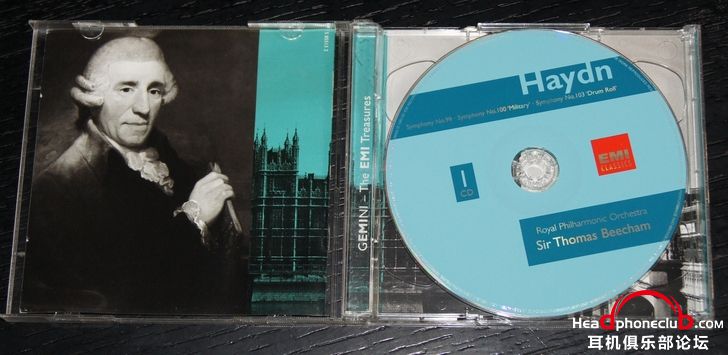 GEMINI – The EMI Treasures
Haydn
Symphony No.99 · Symphony No.100 'Military' · Symphony No.103 'Drum Roll'
EMI
CLASSICS
1
CD
Royal Philharmonic Orchestra
Sir Thomas Beecham
Headphoneclub.com
耳机俱乐部论坛